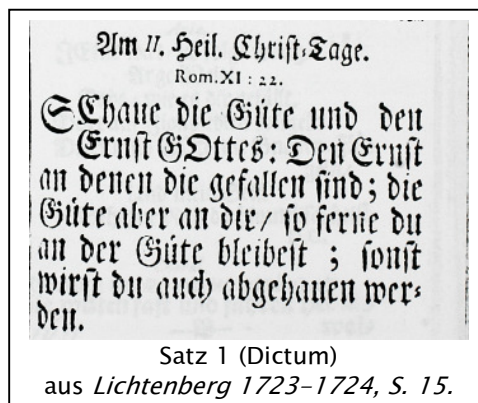 Am II. Heil. Christ-Tage.
Rom. XI : 22.
SChaue die Güte und den
Ernst GOttes: Den Ernst
an denen die gefallen sind; die
Güte aber an dir/ so ferne du
an der Güte bleibest ; sonst
wirst du auch abgehauen wer-
den.
Satz 1 (Dictum)
aus Lichtenberg 1723–1724, S. 15.